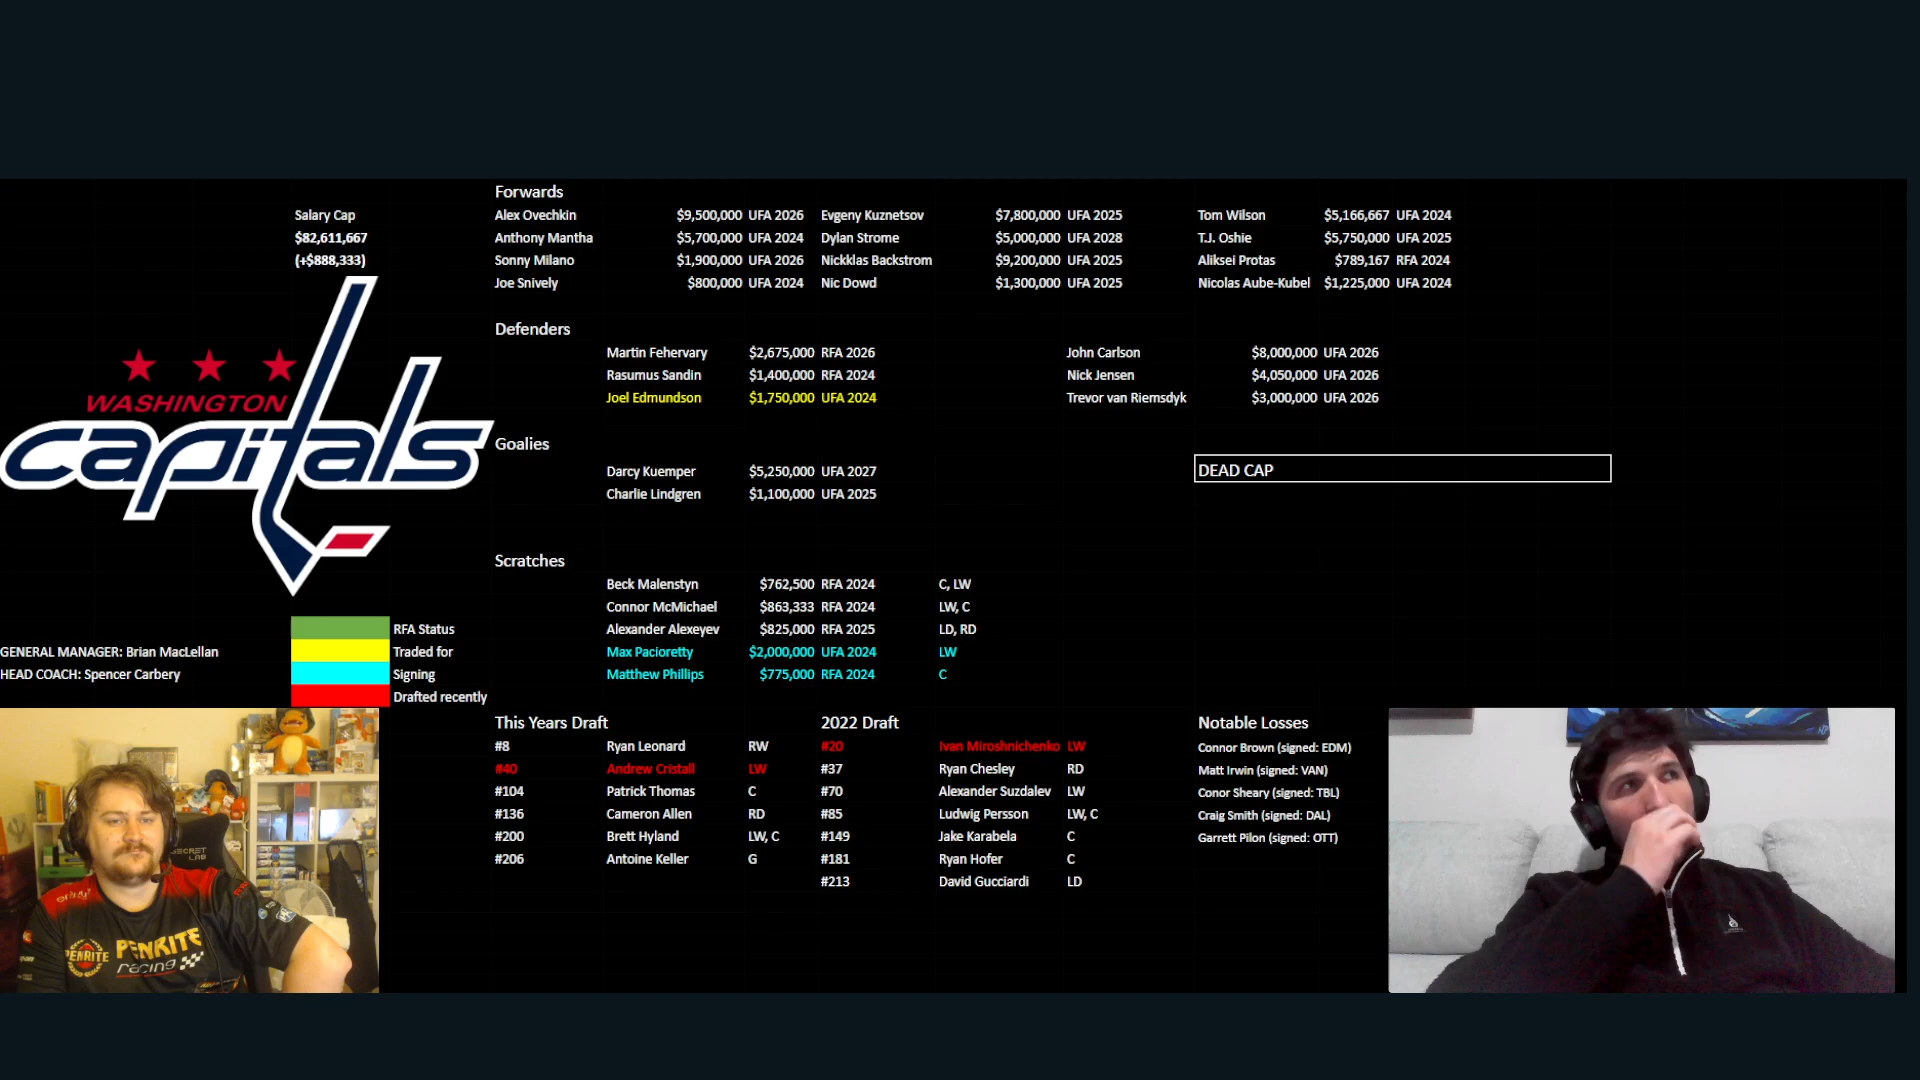 Forwards
Salary Cap
$82,611,667
(+$888,333)
Alex Ovechkin $9,500,000 UFA 2026 Evgeny Kuznetsov $7,800,000 UFA 2025 Tom Wilson $5,166,667 UFA 2024
Anthony Mantha $5,700,000 UFA 2024 Dylan Strome $5,000,000 UFA 2028 T.J. Oshie $5,750,000 UFA 2025
Sonny Milano $1,900,000 UFA 2026 Nickklas Backstrom $9,200,000 UFA 2025 Aliksei Protas $789,167 RFA 2024
Joe Snively $800,000 UFA 2024 Nic Dowd $1,300,000 UFA 2025 Nicolas Aube-Kubel $1,225,000 UFA 2024
WASHINGTON
capitals
Defenders
Martin Fehervary $2,675,000 RFA 2026 John Carlson $8,000,000 UFA 2026
Rasumus Sandin $1,400,000 RFA 2024 Nick Jensen $4,050,000 UFA 2026
Joel Edmundson $1,750,000 UFA 2024 Trevor van Riemsdyk $3,000,000 UFA 2026
Goalies
Darcy Kuemper $5,250,000 UFA 2027
Charlie Lindgren $1,100,000 UFA 2025
DEAD CAP
Scratches
Beck Malenstyn $762,500 RFA 2024 C, LW
Connor McMichael $863,333 RFA 2024 LW, C
Alexander Alexeyev $825,000 RFA 2025 LD, RD
Max Pacioretty $2,000,000 UFA 2024 LW
Matthew Phillips $775,000 RFA 2024 C
RFA Status
Traded for
Signing
Drafted recently
GENERAL MANAGER: Brian MacLellan
HEAD COACH: Spencer Carbery
This Years Draft
#8 Ryan Leonard RW
#40 Andrew Cristall LW
#104 Patrick Thomas C
#136 Cameron Allen RD
#200 Brett Hyland LW, C
#206 Antoine Keller G
2022 Draft
#20 Ivan Miroshnichenko LW
#37 Ryan Chesley RD
#70 Alexander Suzdalev LW
#85 Ludwig Persson LW, C
#149 Jake Karabela C
#181 Ryan Hofer C
#213 David Gucciardi LD
Notable Losses
Connor Brown (signed: EDM)
Matt Irwin (signed: VAN)
Conor Sheary (signed: TBL)
Craig Smith (signed: DAL)
Garrett Pilon (signed: OTT)
SECRET
LAB
PENRITE
PENRITE
racing